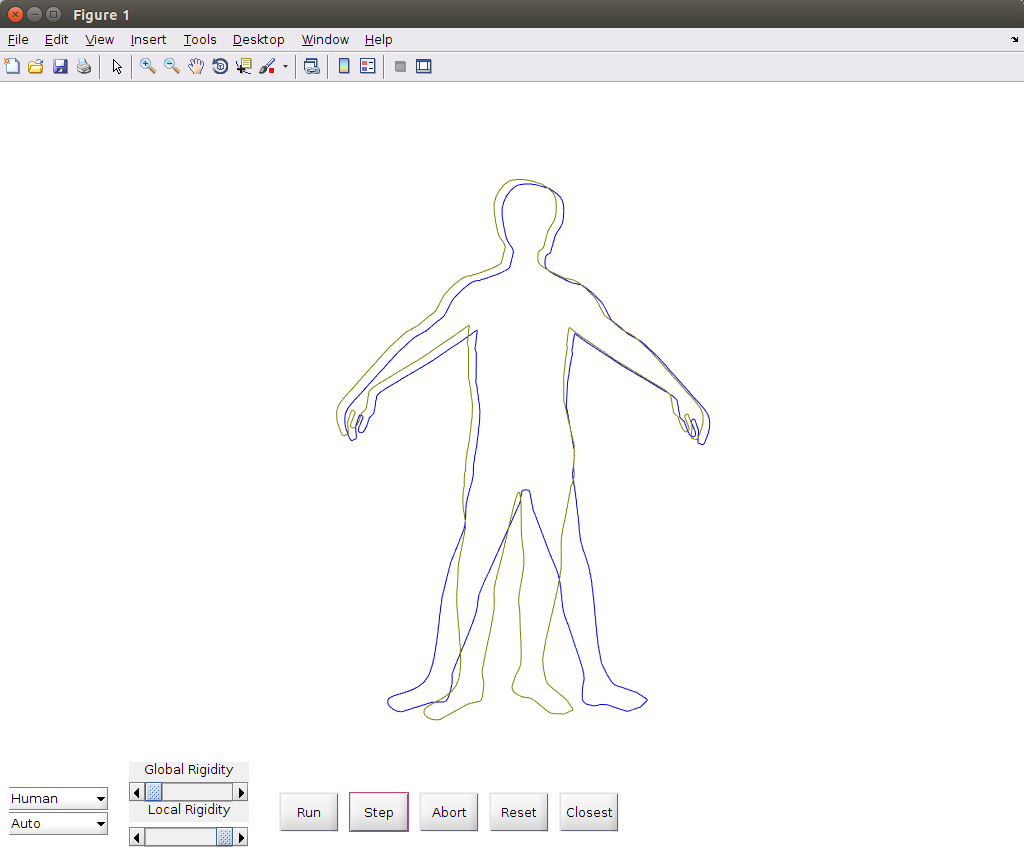 Figure 1
File Edit View Insert Tools Desktop Window Help
Global Rigidity
Human
Local Rigidity
Auto
Run Step Abort Reset Closest